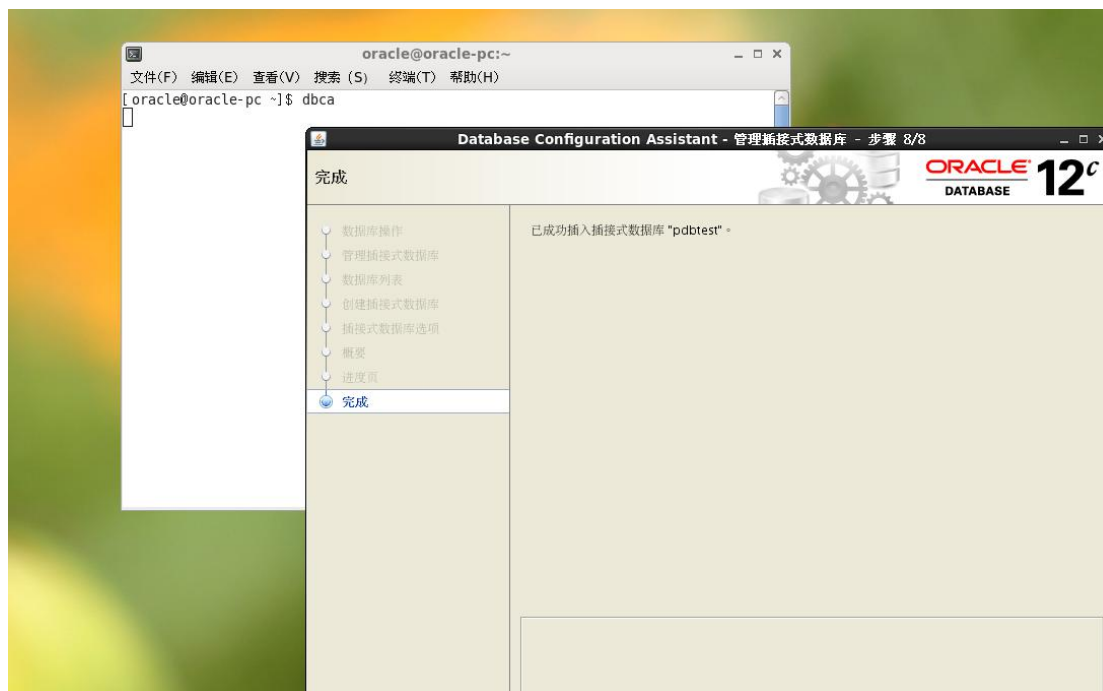 oracle@oracle-pc:~
文件(F) 编辑(E) 查看(V) 搜索 (S) 终端(T) 帮助(H)
[oracle@oracle-pc ~]$ dbca
Database Configuration Assistant - 管理插接式数据库 - 步骤 8/8
完成
ORACLE 12c
DATABASE
数据库操作
管理插接式数据库
数据库列表
创建插接式数据库
插接式数据库选项
概要
进度页
完成
已成功插入插接式数据库 "pdbtest"。